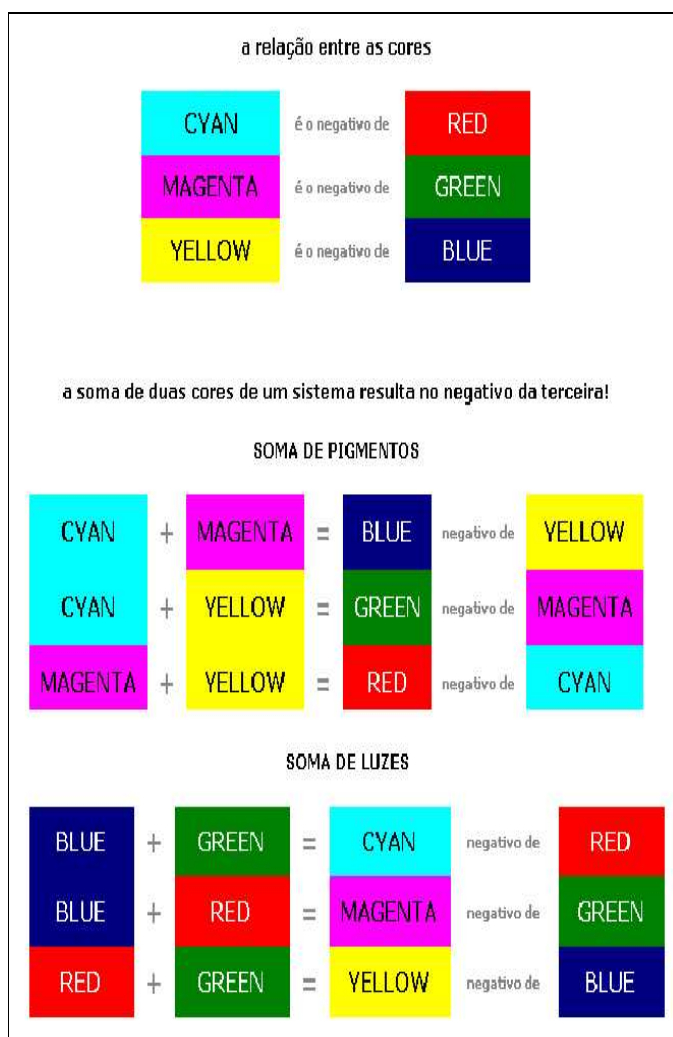 a relação entre as cores
CYAN é o negativo de RED
MAGENTA é o negativo de GREEN
YELLOW é o negativo de BLUE
a soma de duas cores de um sistema resulta no negativo da terceira!
SOMA DE PIGMENTOS
CYAN + MAGENTA = BLUE negativo de YELLOW
CYAN + YELLOW = GREEN negativo de MAGENTA
MAGENTA + YELLOW = RED negativo de CYAN
SOMA DE LUZES
BLUE + GREEN = CYAN negativo de RED
BLUE + RED = MAGENTA negativo de GREEN
RED + GREEN = YELLOW negativo de BLUE